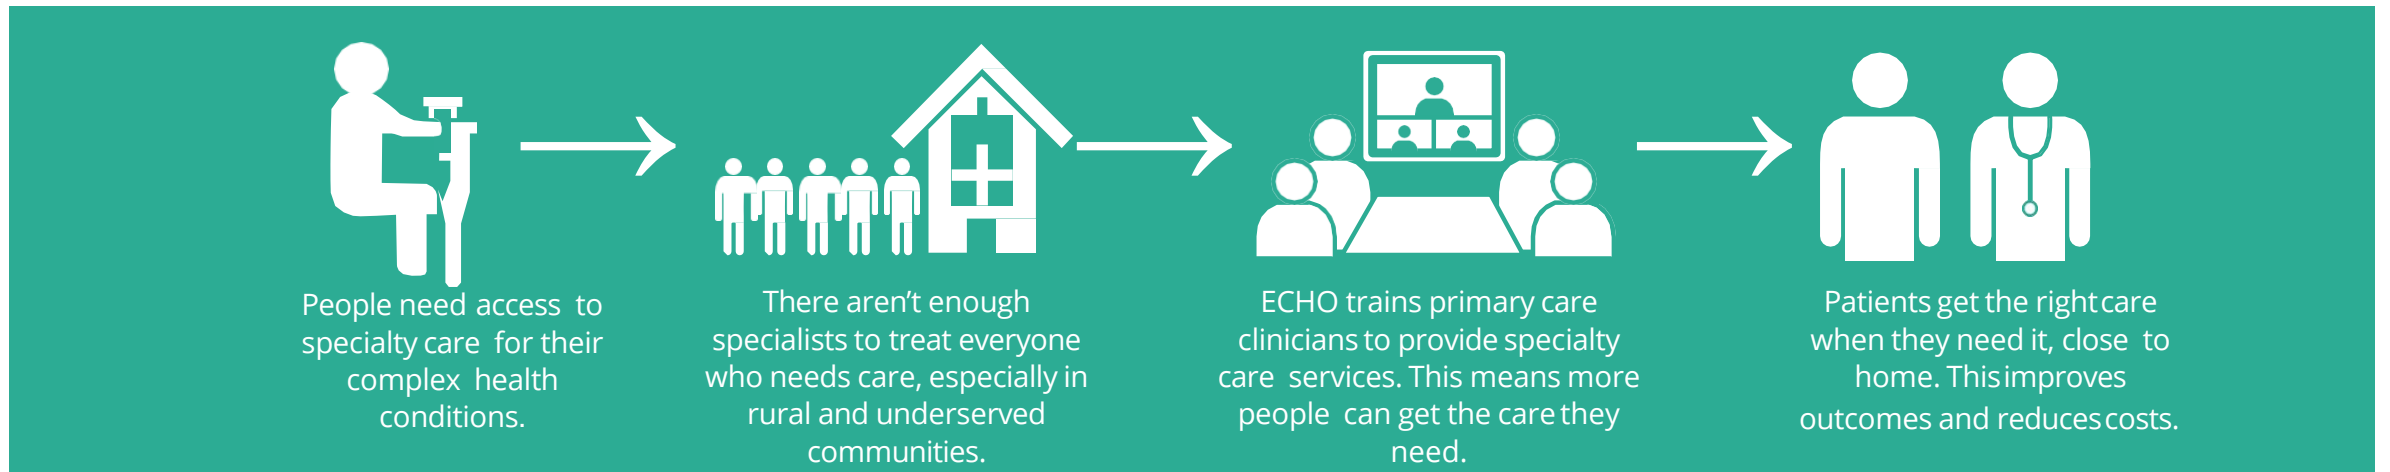 People need access to
specialty care for their
complex health
conditions.
There aren’t enough
specialists to treat everyone
who needs care, especially in
rural and underserved
communities.
ECHO trains primary care
clinicians to provide specialty
care services. This means more
people can get the care they
need.
Patients get the right care
when they need it, close to
home. This improves
outcomes and reduces costs.